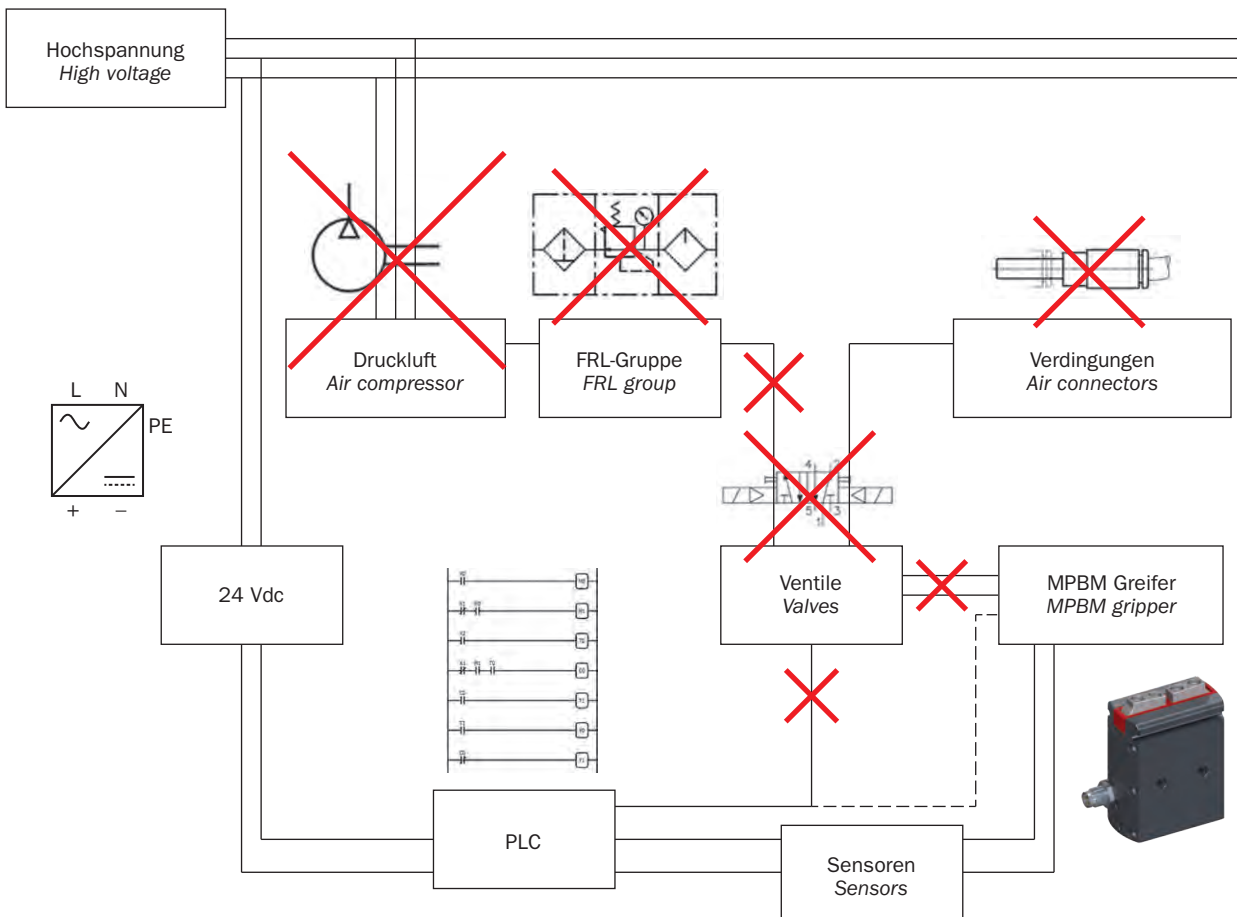 Hochspannung
High voltage
Druckluft
Air compressor
FRL-Gruppe
FRL group
Verdingungen
Air connectors
L N
PE
+ −
4 2
5 3
1
24 Vdc
Ventile
Valves
MPBM Greifer
MPBM gripper
PLC
Sensoren
Sensors